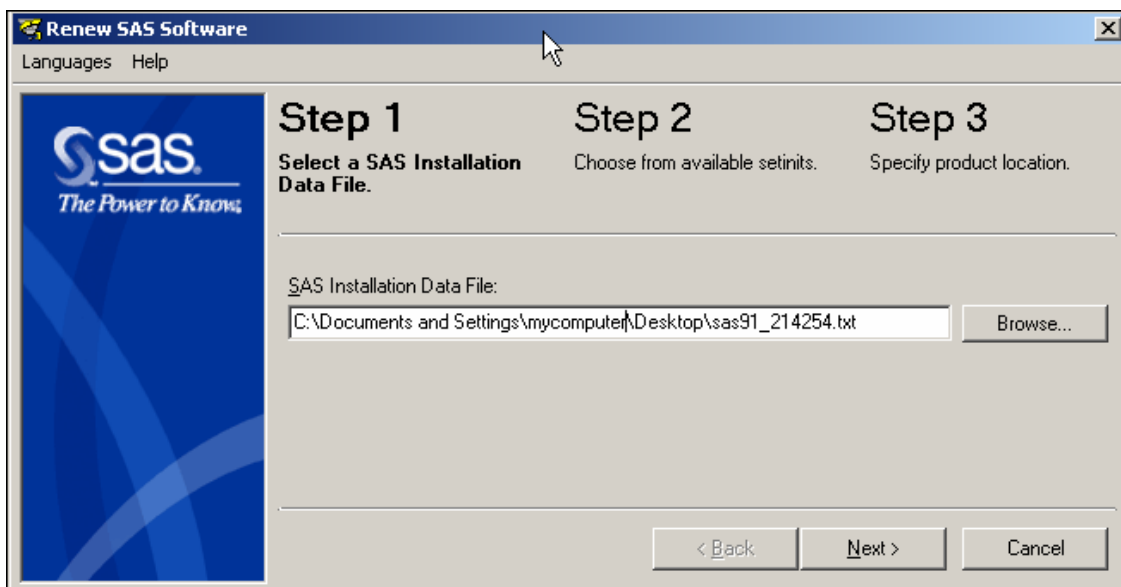 Renew SAS Software
Languages Help
sas.
The Power to Know
Step 1
Select a SAS Installation
Data File.
Step 2
Choose from available setinits.
Step 3
Specify product location.
SAS Installation Data File:
C:\Documents and Settings\mycomputer\Desktop\sas91_214254.txt
Browse...
< Back
Next >
Cancel